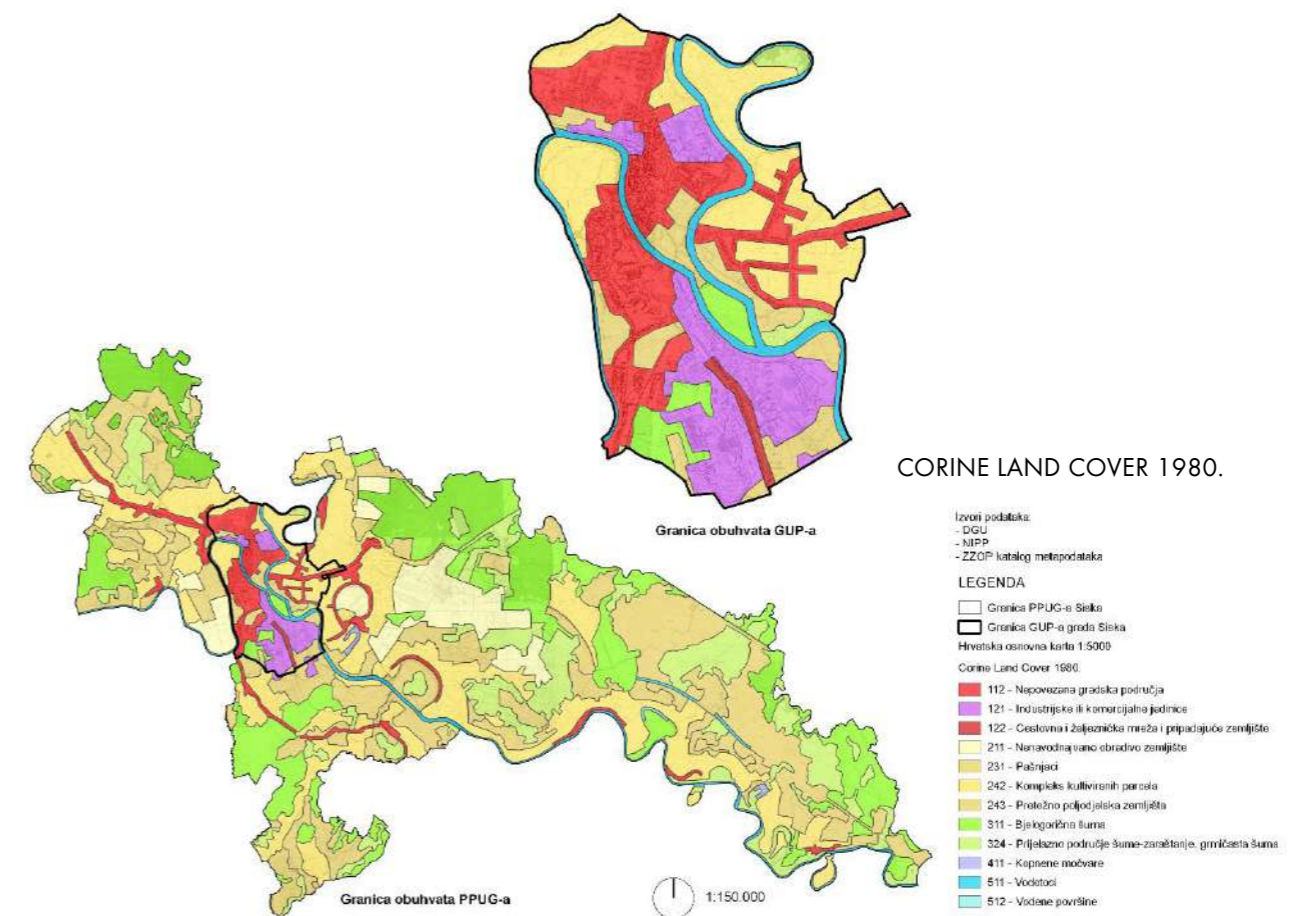 Granica obuhvata GUP-a
CORINE LAND COVER 1980.
Izvori podataka:
- DGU
- NIPP
- ZZOP katalog metapodataka
LEGENDA
Granica PPUG-a Siska
Granica GUP-a grada Siska
Hrvatska osnovna karta 1:5000
Corine Land Cover 1980.
112 - Nepovezana gradska područja
121 - Industrijske ili komercijalne jedinice
122 - Cestovna i željeznička mreža i pripadajuće zemljište
211 - Nenavodnjavano obradivo zemljište
231 - Pašnjaci
242 - Kompleks kultiviranih parcela
243 - Pretežno poljodjelska zemljišta
311 - Bjelogorična šuma
324 - Prijelazno područje šume-zaraštanje, grmičasta šuma
411 - Kopnene močvare
511 - Vodotoci
512 - Vodene površine
Granica obuhvata PPUG-a
1:150.000